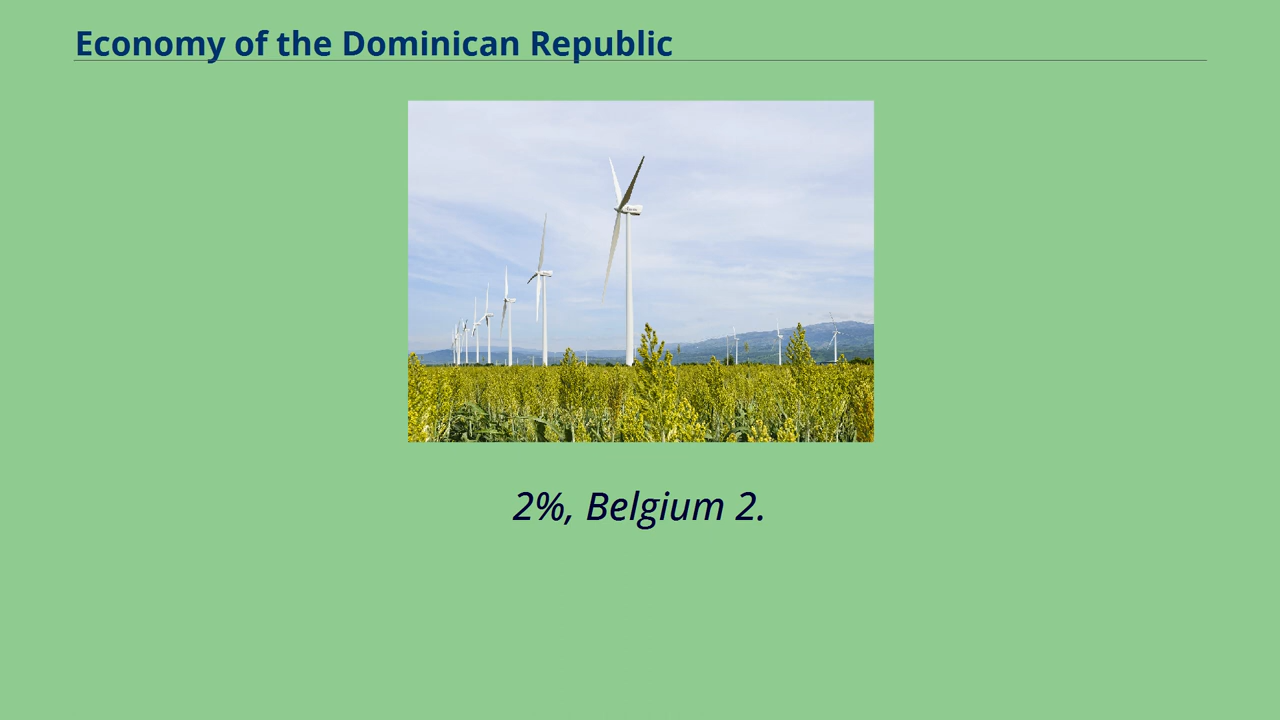 Economy of the Dominican Republic
2%, Belgium 2.